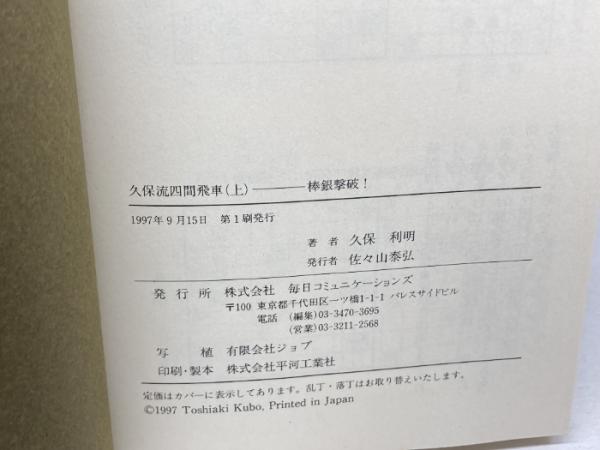 久保流四間飛車(上)―――棒銀撃破！
1997年9月15日　第1刷発行
著者　久保　利明
発行者　佐々山泰弘
発行所　株式会社　毎日コミュニケーションズ
〒100 東京都千代田区一ツ橋1-1-1 パレスサイドビル
電話　(編集)03-3470-3695
(営業)03-3211-2568
写植　有限会社ジョブ
印刷・製本　株式会社平河工業社
定価はカバーに表示してあります。乱丁・落丁はお取り替えいたします。
©1997 Toshiaki Kubo, Printed in Japan